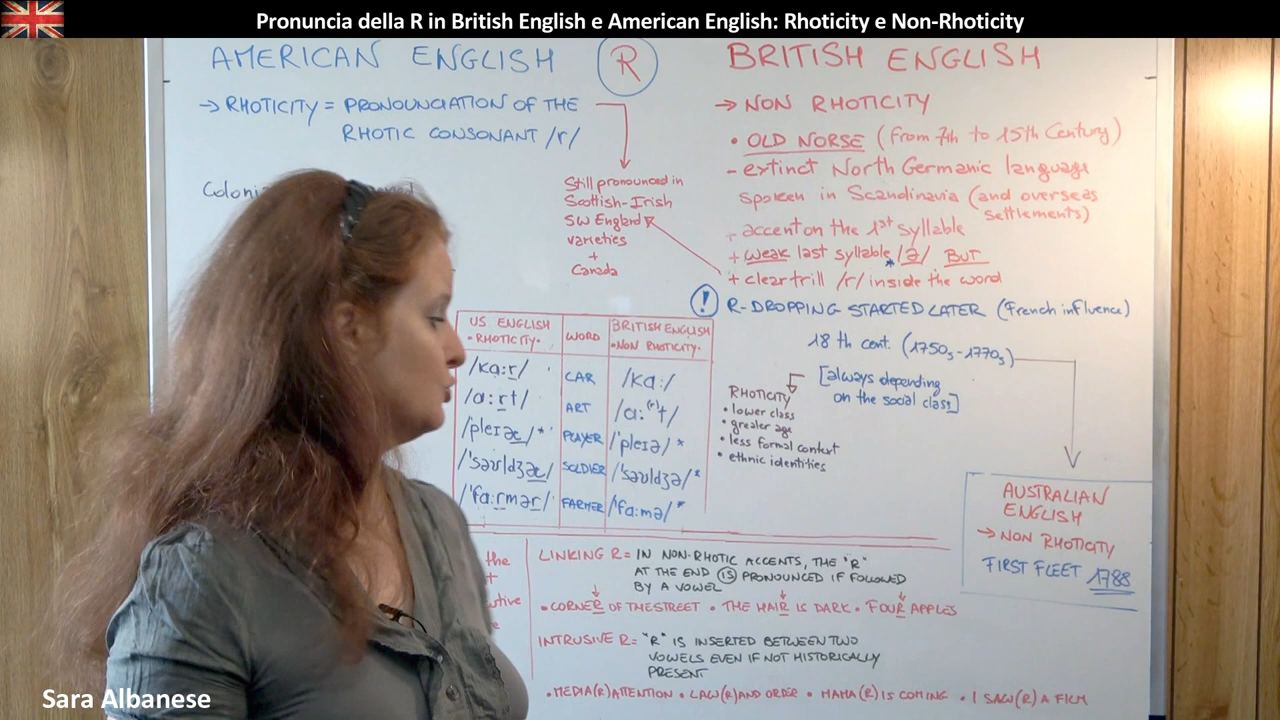 Pronuncia della R in British English e American English: Rhoticity e Non-Rhoticity
AMERICAN ENGLISH
R
BRITISH ENGLISH
→ RHOTICITY = PRONOUNCIATION OF THE
RHOTIC CONSONANT /r/
Still pronounced in
Scottish-Irish
SW England
varieties
+
Canada
→ NON RHOTICITY
• OLD NORSE (from 7th to 15th Century)
- extinct North Germanic language
spoken in Scandinavia (and overseas
settlements)
- accent on the 1st syllable
+ weak last syllable * /ə/ BUT
+ clear trill /r/ inside the word
! R-DROPPING STARTED LATER (French influence)
18th cent. (1750s-1770s)
[always depending
on the social class]
RHOTICITY
• lower class
• greater age
• less formal context
• ethnic identities
US ENGLISH
• RHOTICITY •
WORD
BRITISH ENGLISH
• NON RHOTICITY •
/kɑ:r/ CAR /kɑ:/
/ɑ:rt/ ART /ɑ:(r)t/
/pleɪɚ/* PLAYER /ˈpleɪə/ *
/ˈsəʊldʒɚ/ SOLDIER /ˈsəʊldʒə/*
/ˈfɑ:rmər/ FARMER /ˈfɑ:mə/ *
AUSTRALIAN
ENGLISH
→ NON RHOTICITY
FIRST FLEET 1788
the
LINKING R = IN NON-RHOTIC ACCENTS, THE "R"
AT THE END IS PRONOUNCED IF FOLLOWED
BY A VOWEL
• CORNER OF THE STREET • THE HAIR IS DARK • FOUR APPLES
INTRUSIVE R = "R" IS INSERTED BETWEEN TWO
VOWELS EVEN IF NOT HISTORICALLY
PRESENT
• MEDIA(R)ATTENTION • LAW(R)AND ORDER • MAMA(R)IS COMING • I SAW(R)A FILM
Sara Albanese